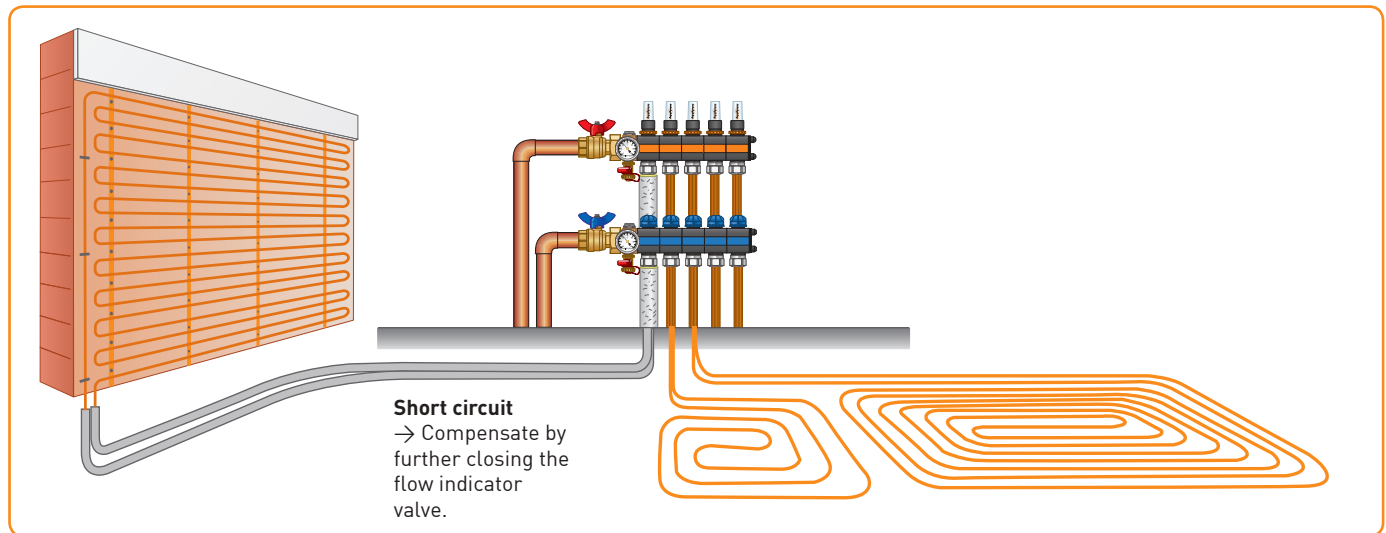 Short circuit
→ Compensate by
further closing the
flow indicator
valve.